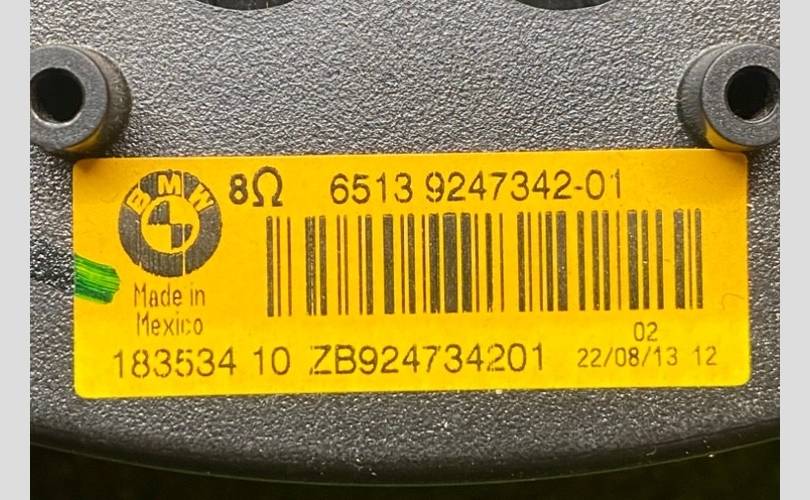 BMW
8Ω 6513 9247342-01
Made in
Mexico
02
183534 10 ZB924734201 22/08/13 12